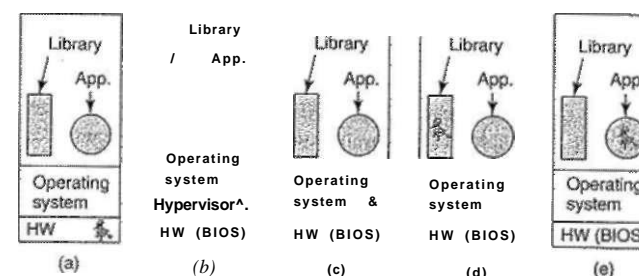 Library
App.
Operating
system
HW
(a)
Library
/ App.
Operating
system
Hypervisor^.
HW (BIOS)
(b)
Library
App.
Operating
system &
HW (BIOS)
(c)
Library
App.
Operating
system
HW (BIOS)
(d)
Library
App.
Operating
system
HW (BIOS
(e)